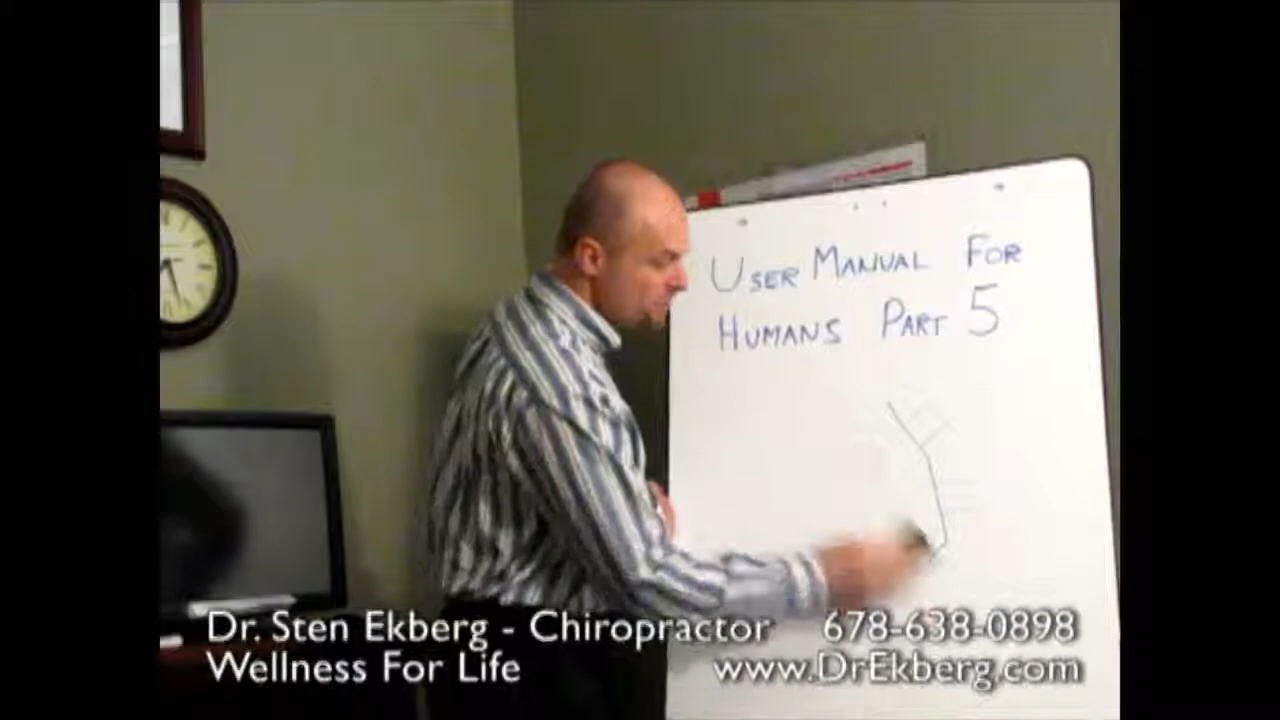 USER MANUAL FOR
HUMANS PART 5
Dr. Sten Ekberg - Chiropractor 678-638-0898
Wellness For Life www.DrEkberg.com